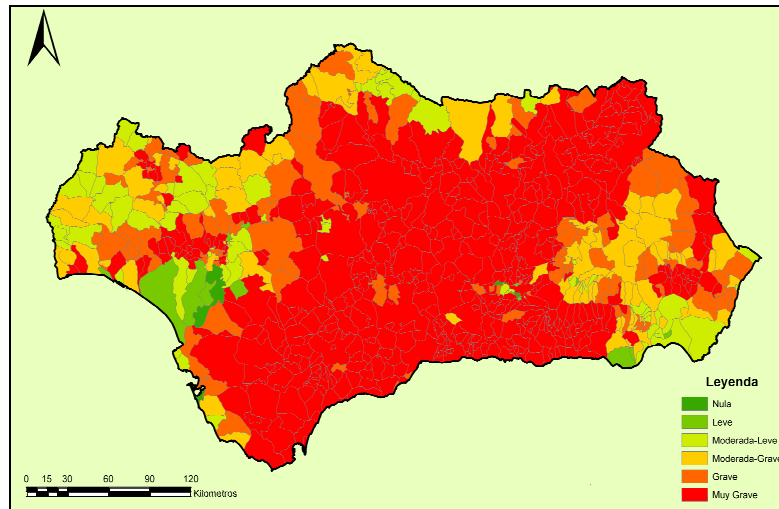 Leyenda
Nula
Leve
Moderada-Leve
Moderada-Grave
Grave
Muy Grave
0 15 30 60 90 120
Kilometros